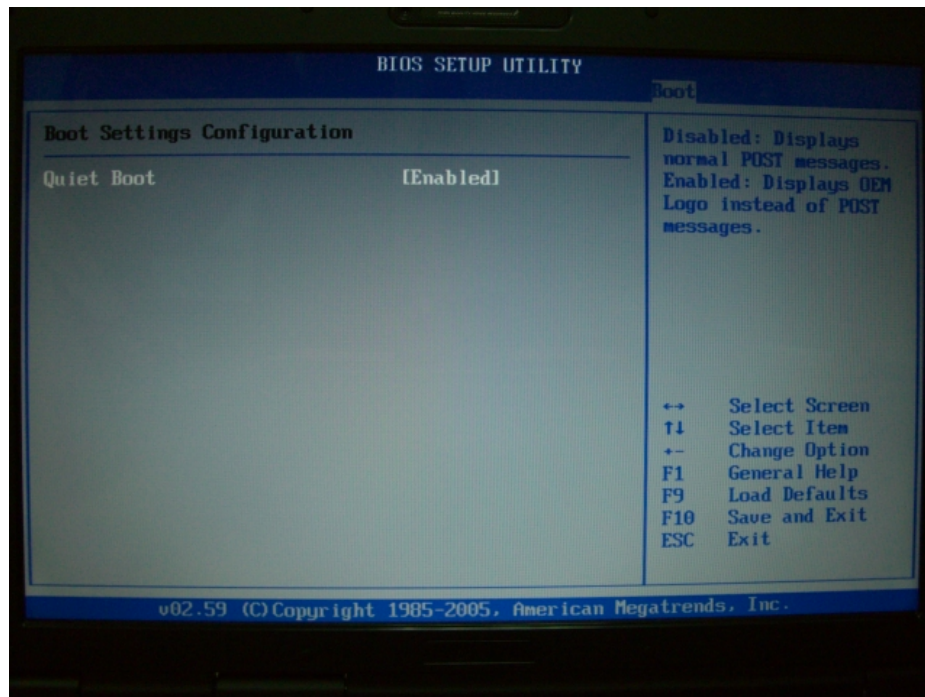 BIOS SETUP UTILITY
Boot
Boot Settings Configuration
Quiet Boot [Enabled]
Disabled: Displays
normal POST messages.
Enabled: Displays OEM
Logo instead of POST
messages.
↔ Select Screen
↑↓ Select Item
+- Change Option
F1 General Help
F9 Load Defaults
F10 Save and Exit
ESC Exit
v02.59 (C)Copyright 1985-2005, American Megatrends, Inc.